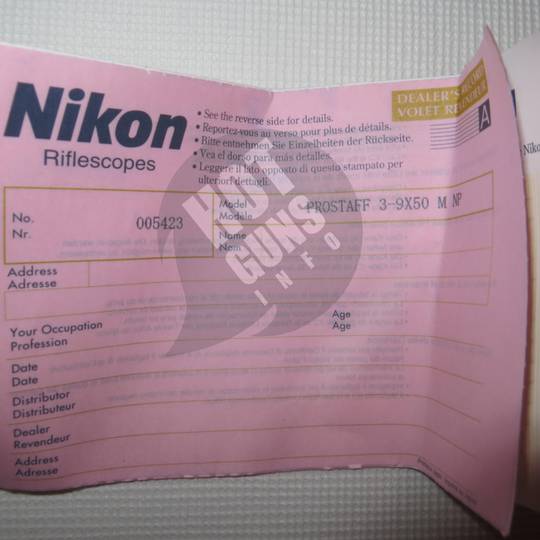 Nikon
Riflescopes
• See the reverse side for details.
• Reportez-vous au verso pour plus de détails.
• Bitte entnehmen Sie Einzelheiten der Rückseite.
• Vea el dorso para más detalles.
• Leggere il lato opposto di questo stampato per
ulteriori dettagli.
DEALER'S RECORD
VOLET REVENDEUR
A
No.
Nr.
005423
Model
Modele
PROSTAFF 3-9X50 M NP
Name
Nom
Address
Adresse
Your Occupation
Profession
Age
Age
Date
Date
Distributor
Distributeur
Dealer
Revendeur
Address
Adresse
HUNT
GUNS
INFO
Niko